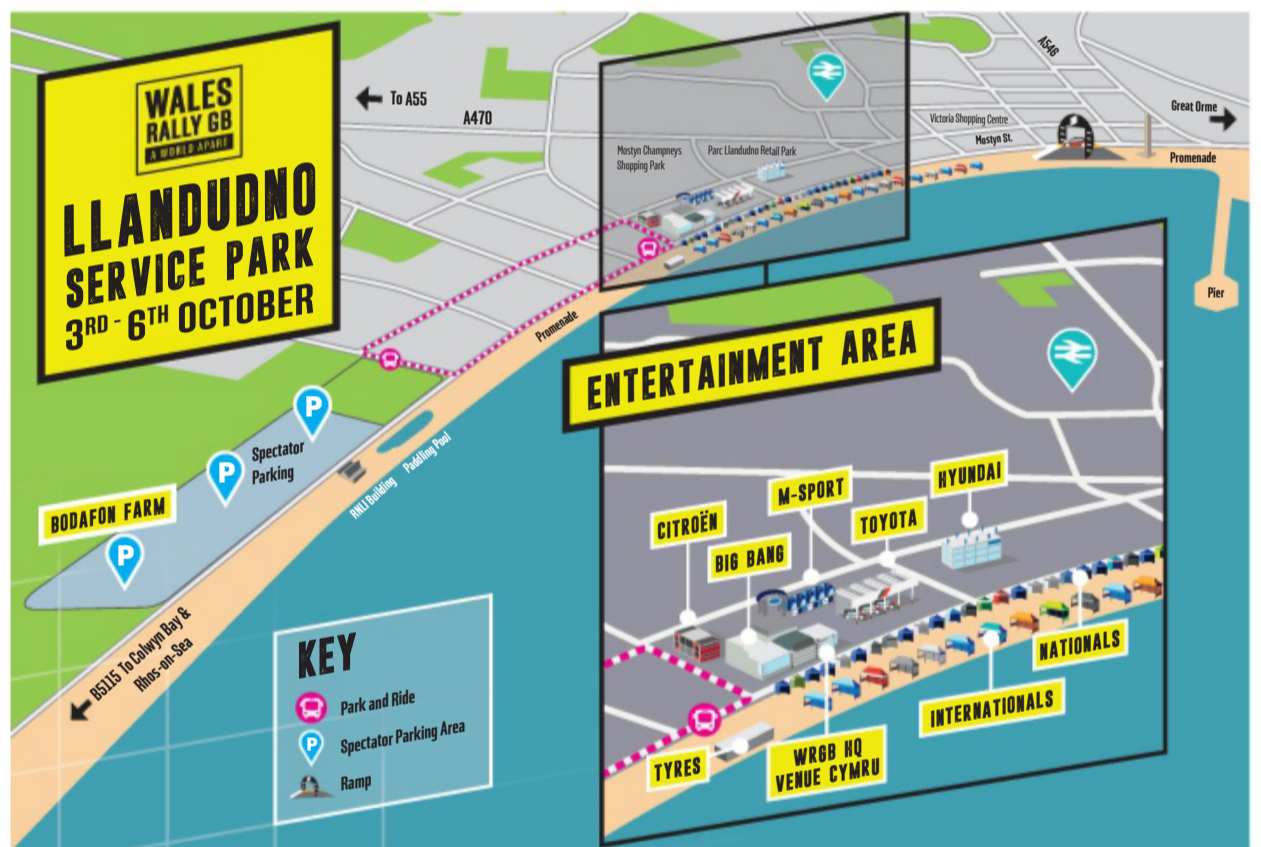 WALES
RALLY GB
A WORLD APART
LLANDUDNO
SERVICE PARK
3RD - 6TH OCTOBER
To A55
A470
A546
Great Orme
Victoria Shopping Centre
Mostyn St.
Promenade
Mostyn Champneys
Shopping Park
Parc Llandudno Retail Park
Pier
Promenade
ENTERTAINMENT AREA
P
P
P
Spectator
Parking
BODAFON FARM
RNLI Building
Paddling Pool
B5115 To Colwyn Bay &
Rhos-on-Sea
KEY
Park and Ride
P
Spectator Parking Area
Ramp
CITROËN
BIG BANG
M-SPORT
TOYOTA
HYUNDAI
NATIONALS
INTERNATIONALS
WRGB HQ
VENUE CYMRU
TYRES